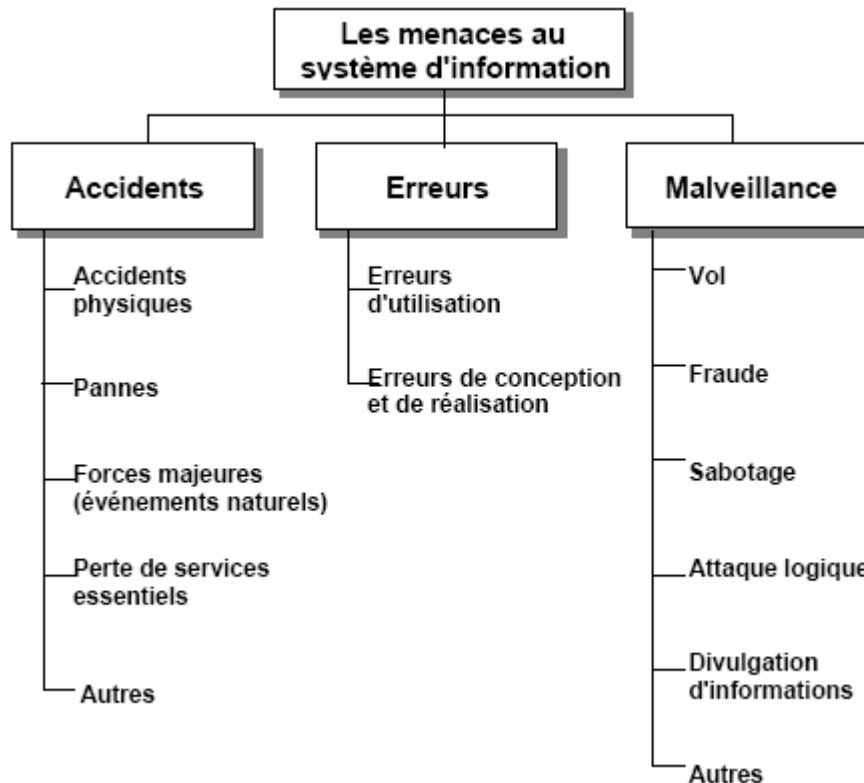 Les menaces au
système d'information
Accidents
Erreurs
Malveillance
Accidents
physiques
Pannes
Forces majeures
(événements naturels)
Perte de services
essentiels
Autres
Erreurs
d'utilisation
Erreurs de conception
et de réalisation
Vol
Fraude
Sabotage
Attaque logique
Divulgation
d'informations
Autres